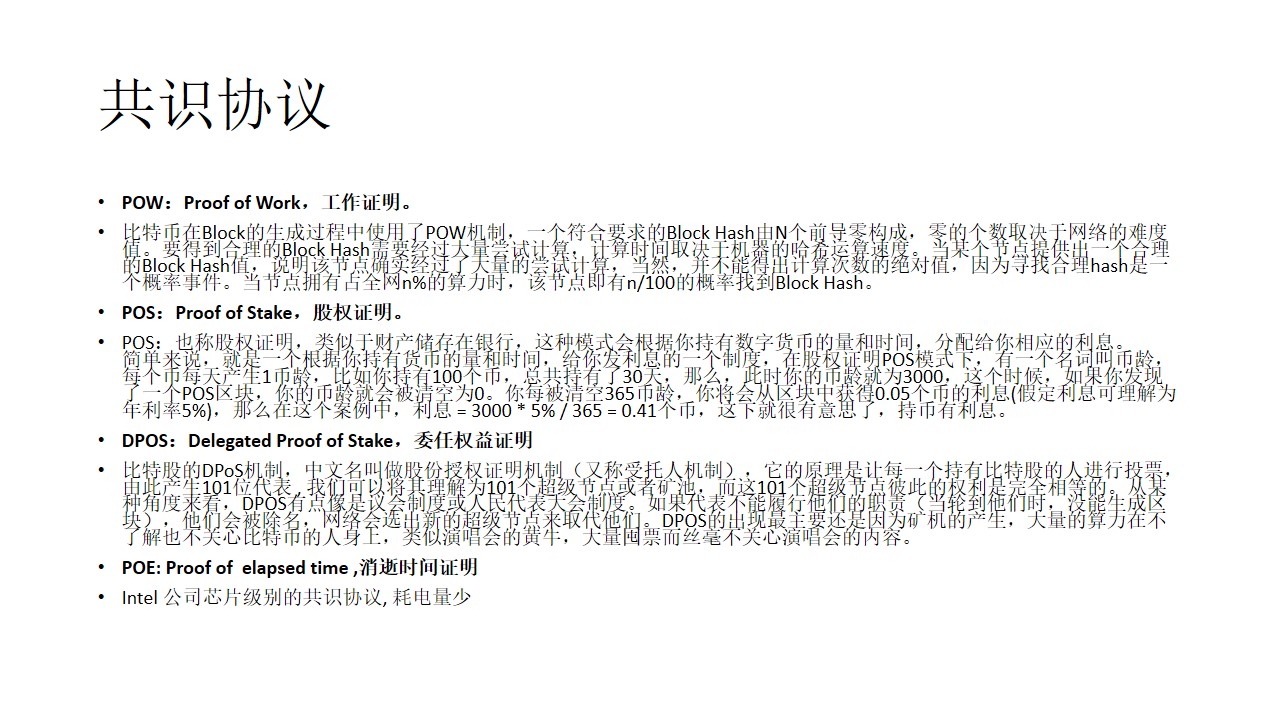 共识协议
• POW：Proof of Work，工作证明。
• 比特币在Block的生成过程中使用了POW机制，一个符合要求的Block Hash由N个前导零构成，零的个数取决于网络的难度
值。要得到合理的Block Hash需要经过大量尝试计算，计算时间取决于机器的哈希运算速度。当某个节点提供出一个合理
的Block Hash值，说明该节点确实经过了大量的尝试计算，当然，并不能得出计算次数的绝对值，因为寻找合理hash是一
个概率事件。当节点拥有占全网n%的算力时，该节点即有n/100的概率找到Block Hash。
• POS：Proof of Stake，股权证明。
• POS：也称股权证明，类似于财产储存在银行，这种模式会根据你持有数字货币的量和时间，分配给你相应的利息。
简单来说，就是一个根据你持有货币的量和时间，给你发利息的一个制度，在股权证明POS模式下，有一个名词叫币龄，
每个币每天产生1币龄，比如你持有100个币，总共持有了30天，那么，此时你的币龄就为3000，这个时候，如果你发现
了一个POS区块，你的币龄就会被清空为0。你每被清空365币龄，你将会从区块中获得0.05个币的利息(假定利息可理解为
年利率5%)，那么在这个案例中，利息 = 3000 * 5% / 365 = 0.41个币，这下就很有意思了，持币有利息。
• DPOS：Delegated Proof of Stake，委任权益证明
• 比特股的DPoS机制，中文名叫做股份授权证明机制（又称受托人机制），它的原理是让每一个持有比特股的人进行投票，
由此产生101位代表 , 我们可以将其理解为101个超级节点或者矿池，而这101个超级节点彼此的权利是完全相等的。从某
种角度来看，DPOS有点像是议会制度或人民代表大会制度。如果代表不能履行他们的职责（当轮到他们时，没能生成区
块），他们会被除名，网络会选出新的超级节点来取代他们。DPOS的出现最主要还是因为矿机的产生，大量的算力在不
了解也不关心比特币的人身上，类似演唱会的黄牛，大量囤票而丝毫不关心演唱会的内容。
• POE: Proof of  elapsed time ,消逝时间证明
• Intel 公司芯片级别的共识协议, 耗电量少